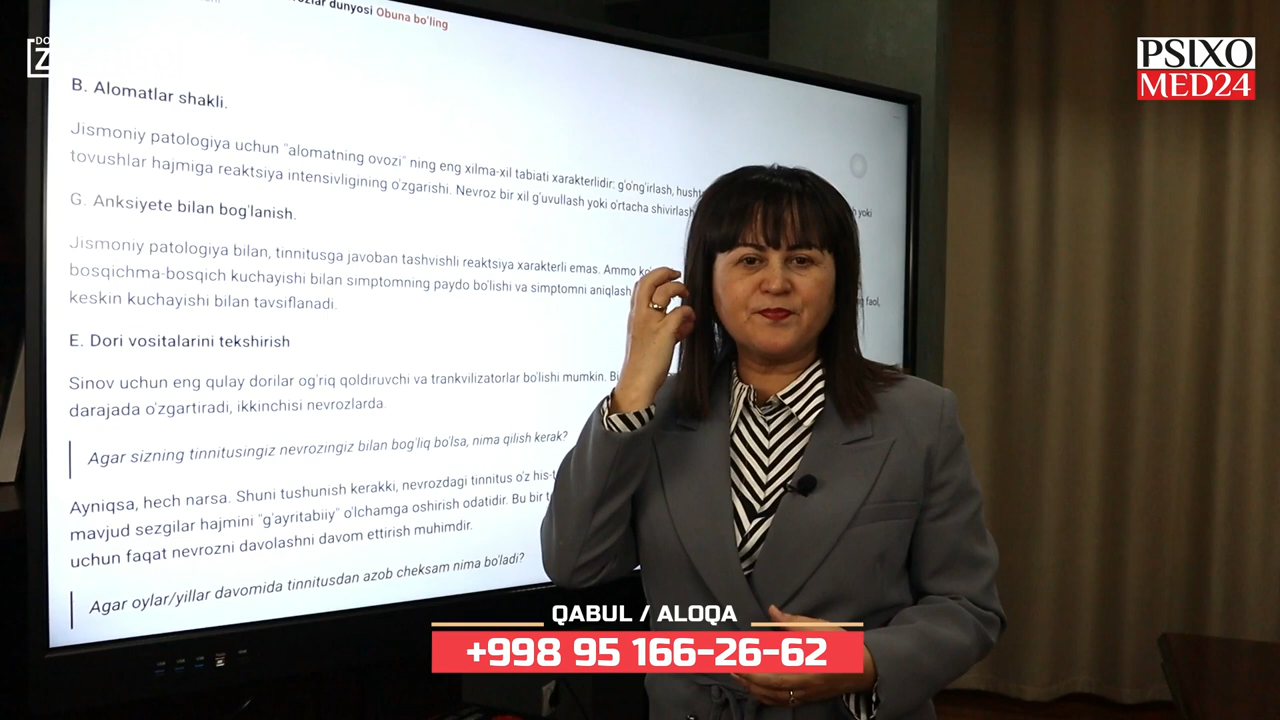 dunyosi Obuna bo'ling
PSIXO
MED24
B. Alomatlar shakli.
Jismoniy patologiya uchun "alomatning ovozi" ning eng xilma-xil tabiati xarakterlidir: g'o'ng'irlash,
tovushlar hajmiga reaktsiya intensivligining o'zgarishi. Nevroz bir xil g'uvullash yoki o'rtacha shivirlash
yoki
G. Anksiyete bilan bog'lanish.
Jismoniy patologiya bilan, tinnitusga javoban tashvishli reaktsiya xarakterli emas. Ammo
bosqichma-bosqich kuchayishi bilan simptomning paydo bo'lishi va simptomni aniqlash
faol,
keskin kuchayishi bilan tavsiflanadi.
E. Dori vositalarini tekshirish
Sinov uchun eng qulay dorilar og'riq qoldiruvchi va trankvilizatorlar bo'lishi mumkin.
darajada o'zgartiradi, ikkinchisi nevrozlarda.
Agar sizning tinnitusingiz nevrozingiz bilan bog'liq bo'lsa, nima qilish kerak?
Ayniqsa, hech narsa. Shuni tushunish kerakki, nevrozdagi tinnitus o'z
mavjud sezgilar hajmini "g'ayritabiiy" o'lchamga oshirish odatidir. Bu bir
uchun faqat nevrozni davolashni davom ettirish muhimdir.
Agar oylar/yillar davomida tinnitusdan azob cheksam nima bo'ladi?
QABUL / ALOQA
+998 95 166-26-62